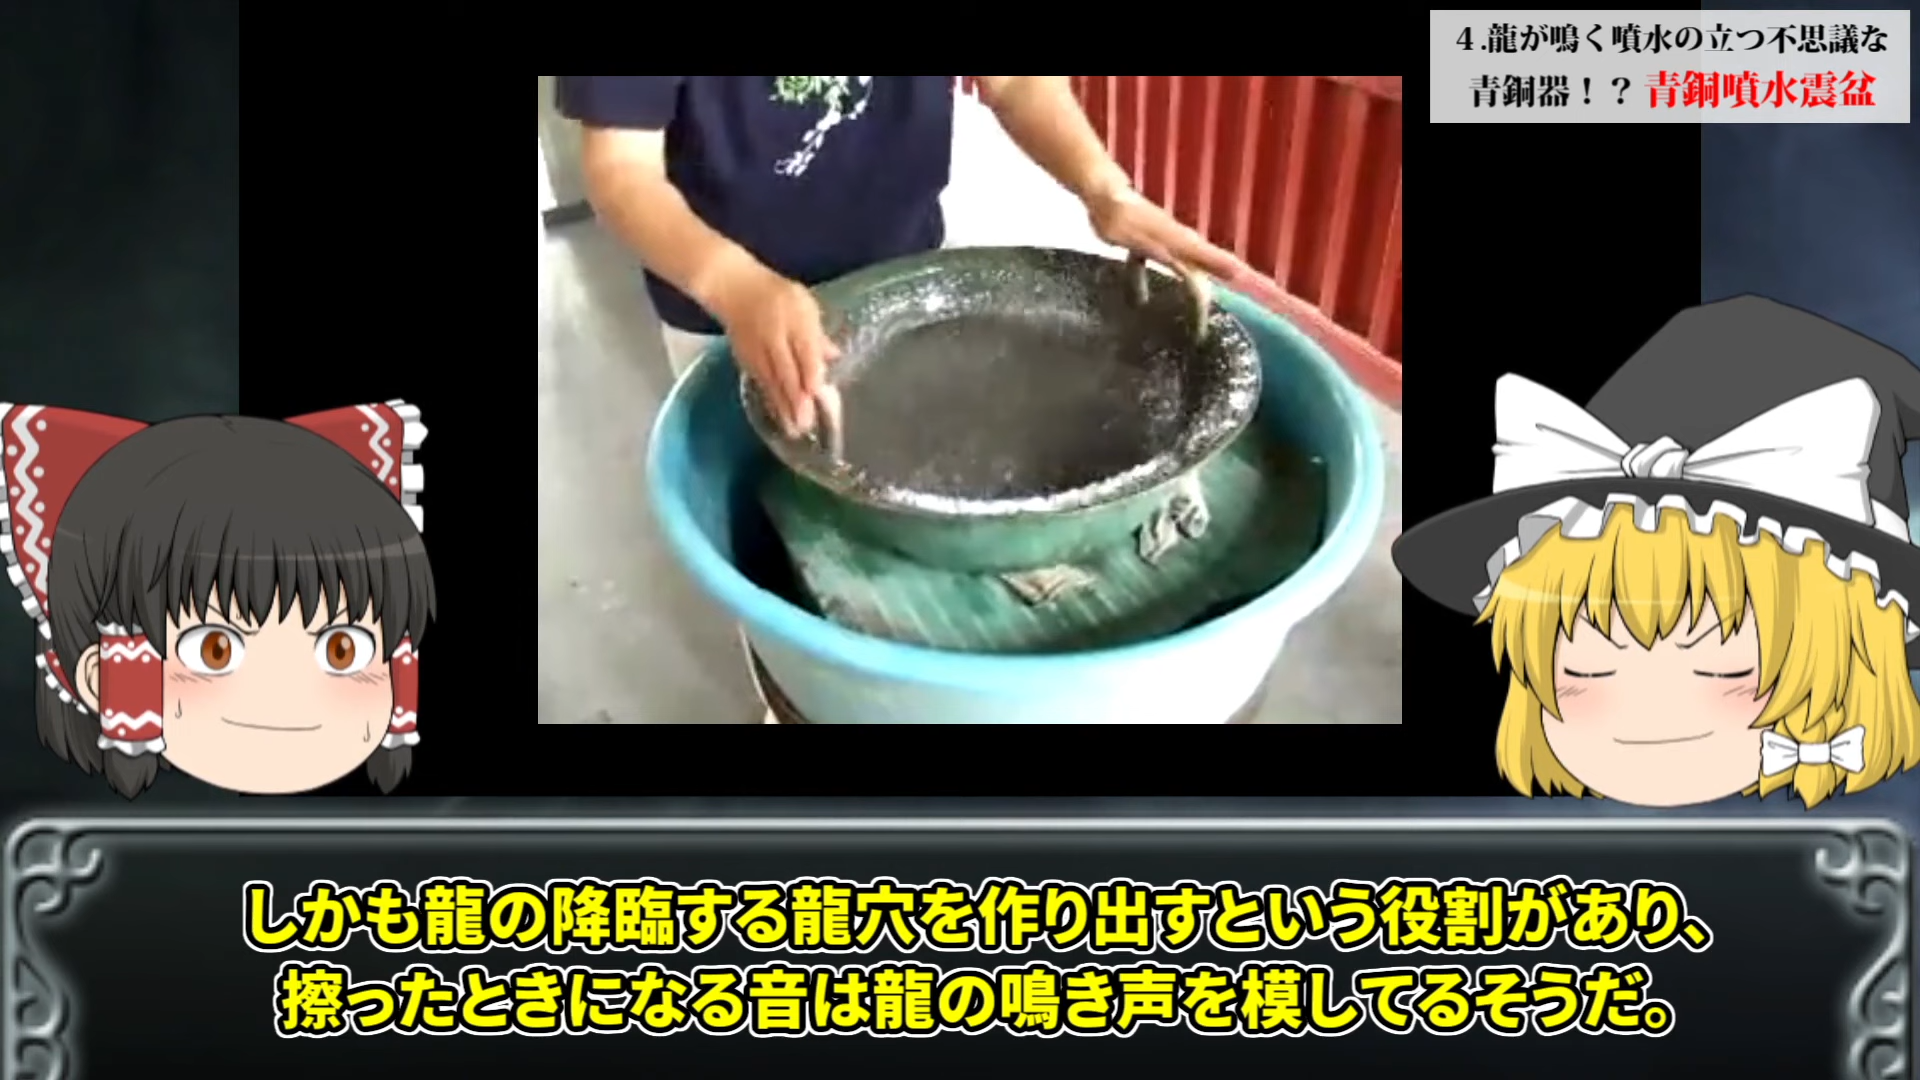 4.龍が鳴く噴水の立つ不思議な
青銅器！？青銅噴水震盆
しかも龍の降臨する龍穴を作り出すという役割があり、
擦ったときになる音は龍の鳴き声を模してるそうだ。